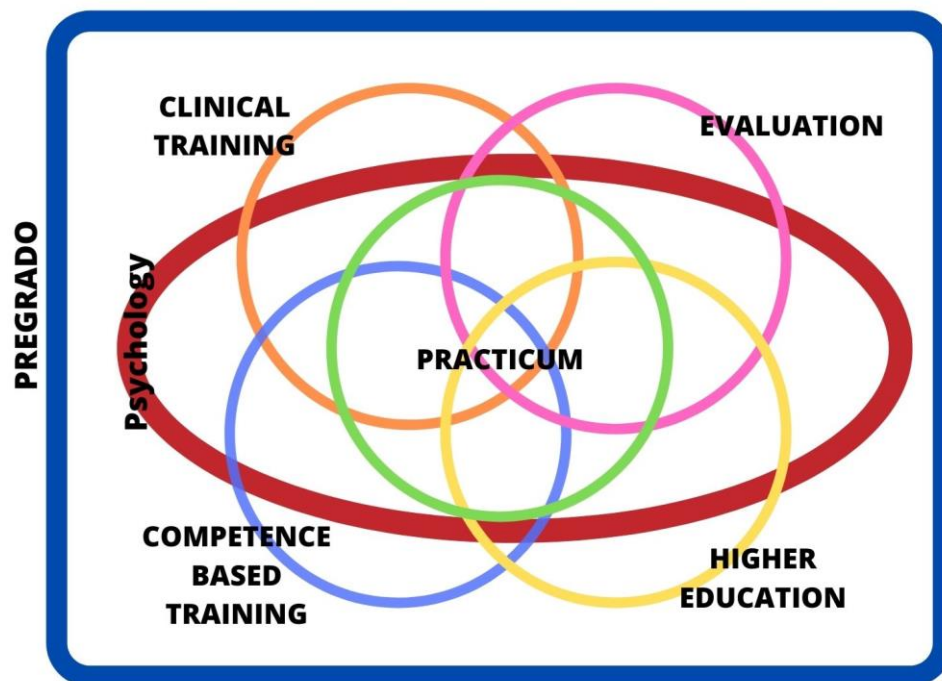 CLINICAL
TRAINING
EVALUATION
PREGRADO
Psychology
PRACTICUM
COMPETENCE
BASED
TRAINING
HIGHER
EDUCATION